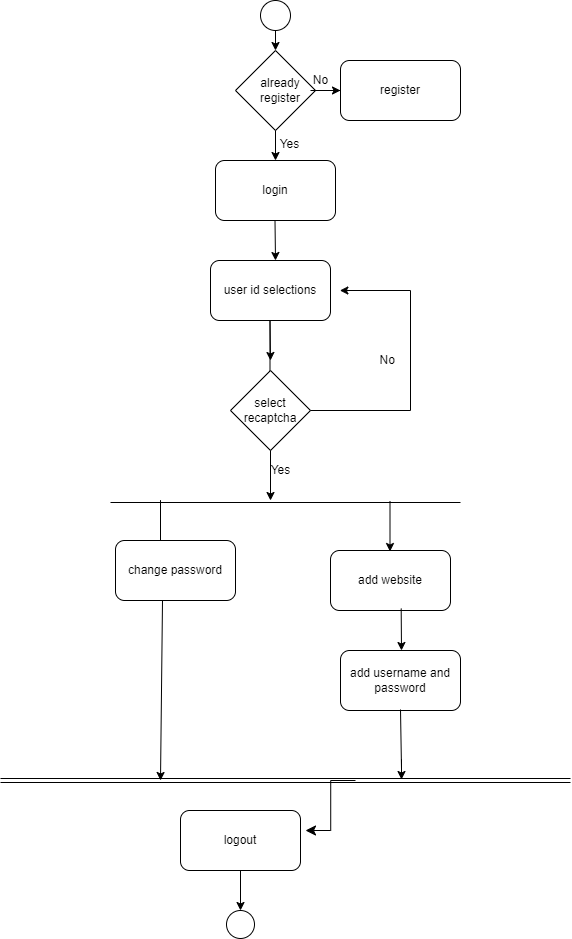 already
register
No
register
Yes
login
user id selections
No
select
recaptcha
Yes
change password
add website
add username and
password
logout